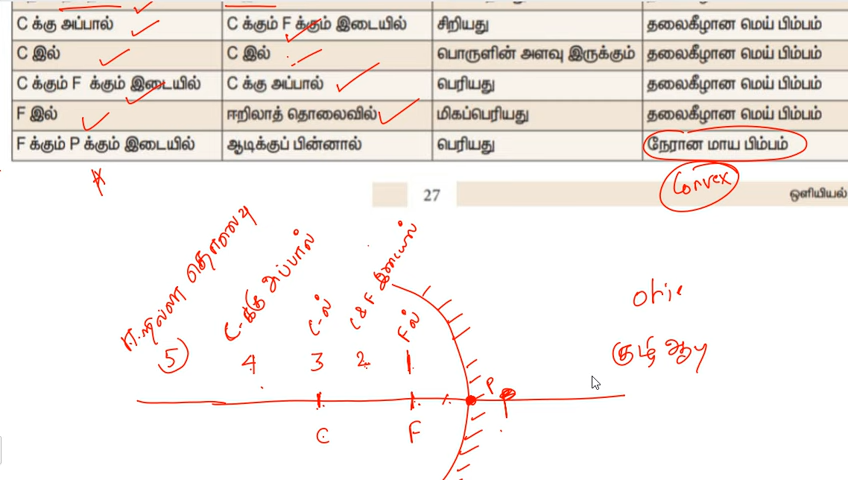 C க்கு அப்பால் C க்கும் F க்கும் இடையில் சிறியது தலைகீழான மெய் பிம்பம்
C இல் C இல் பொருளின் அளவு இருக்கும் தலைகீழான மெய் பிம்பம்
C க்கும் F க்கும் இடையில் C க்கு அப்பால் பெரியது தலைகீழான மெய் பிம்பம்
F இல் ஈறிலாத் தொலைவில் மிகப்பெரியது தலைகீழான மெய் பிம்பம்
F க்கும் P க்கும் இடையில் ஆடிக்குப் பின்னால் பெரியது நேரான மாய பிம்பம்
Convex
27 ஒளியியல்
ஈறில்லா தொலைவு C-க்கு அப்பால் C-ல் C & F இடையில் F ல்
5 4 3 2 1
குழி ஆடி
P
C F